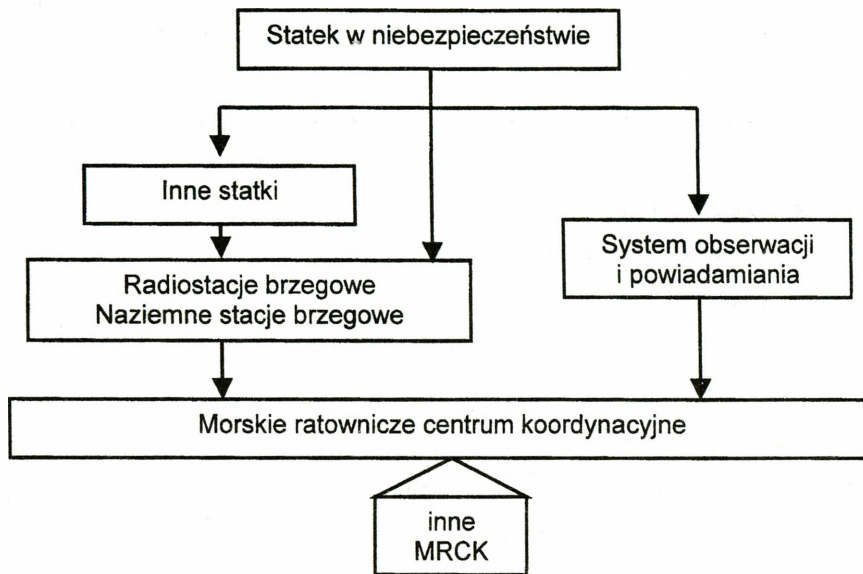 Statek w niebezpieczeństwie
Inne statki
System obserwacji
i powiadamiania
Radiostacje brzegowe
Naziemne stacje brzegowe
Morskie ratownicze centrum koordynacyjne
inne
MRCK